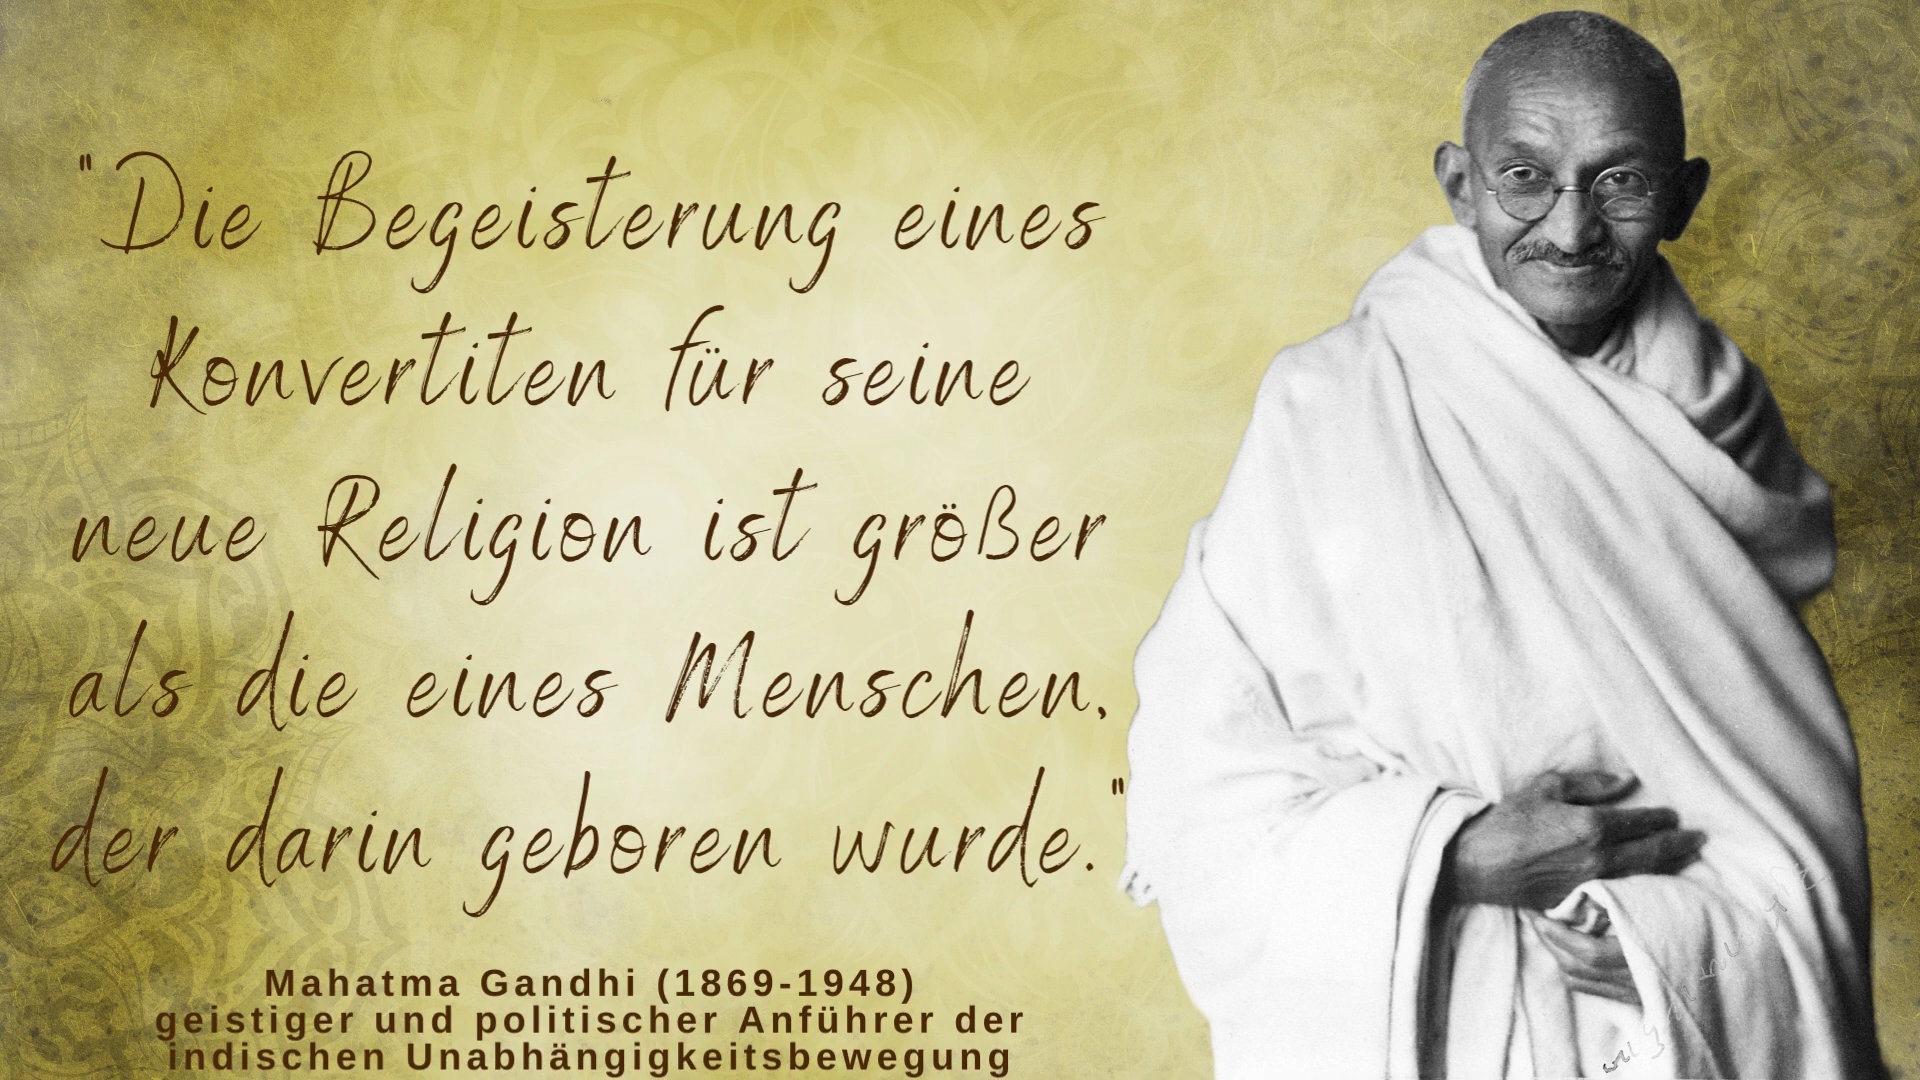 "Die Begeisterung eines
Konvertiten für seine
neue Religion ist größer
als die eines Menschen,
der darin geboren wurde."
Mahatma Gandhi (1869-1948)
geistiger und politischer Anführer der
indischen Unabhängigkeitsbewegung